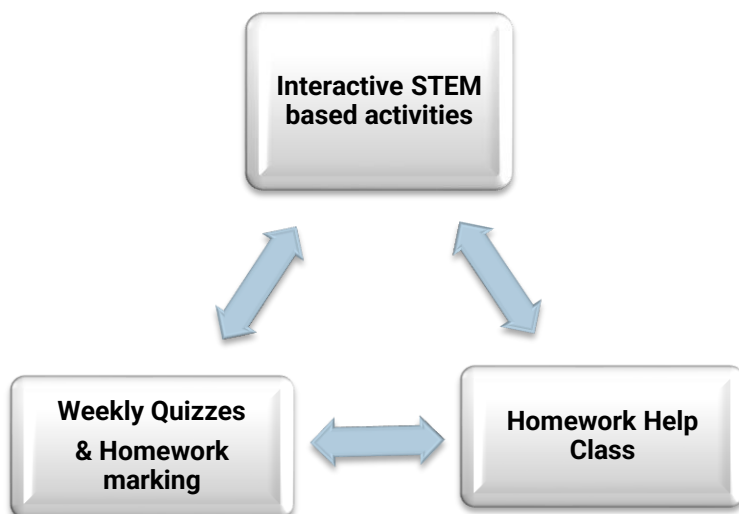 Interactive STEM
based activities
Weekly Quizzes
& Homework
marking
Homework Help
Class